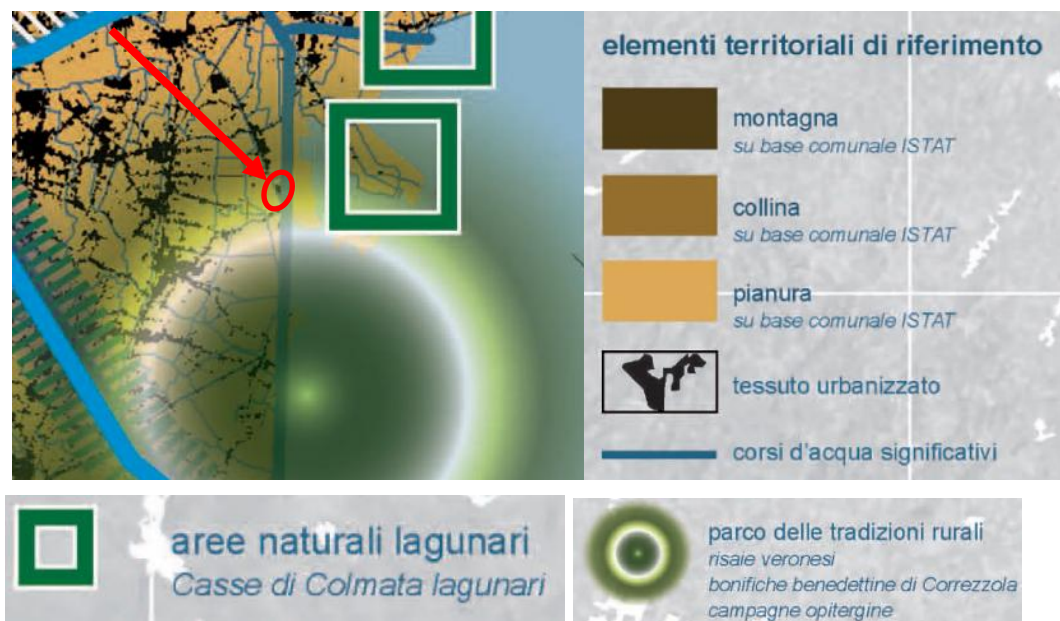 elementi territoriali di riferimento
montagna
su base comunale ISTAT
collina
su base comunale ISTAT
pianura
su base comunale ISTAT
tessuto urbanizzato
corsi d'acqua significativi
aree naturali lagunari
Casse di Colmata lagunari
parco delle tradizioni rurali
risaie veronesi
bonifiche benedettine di Correzzola
campagne opitergine